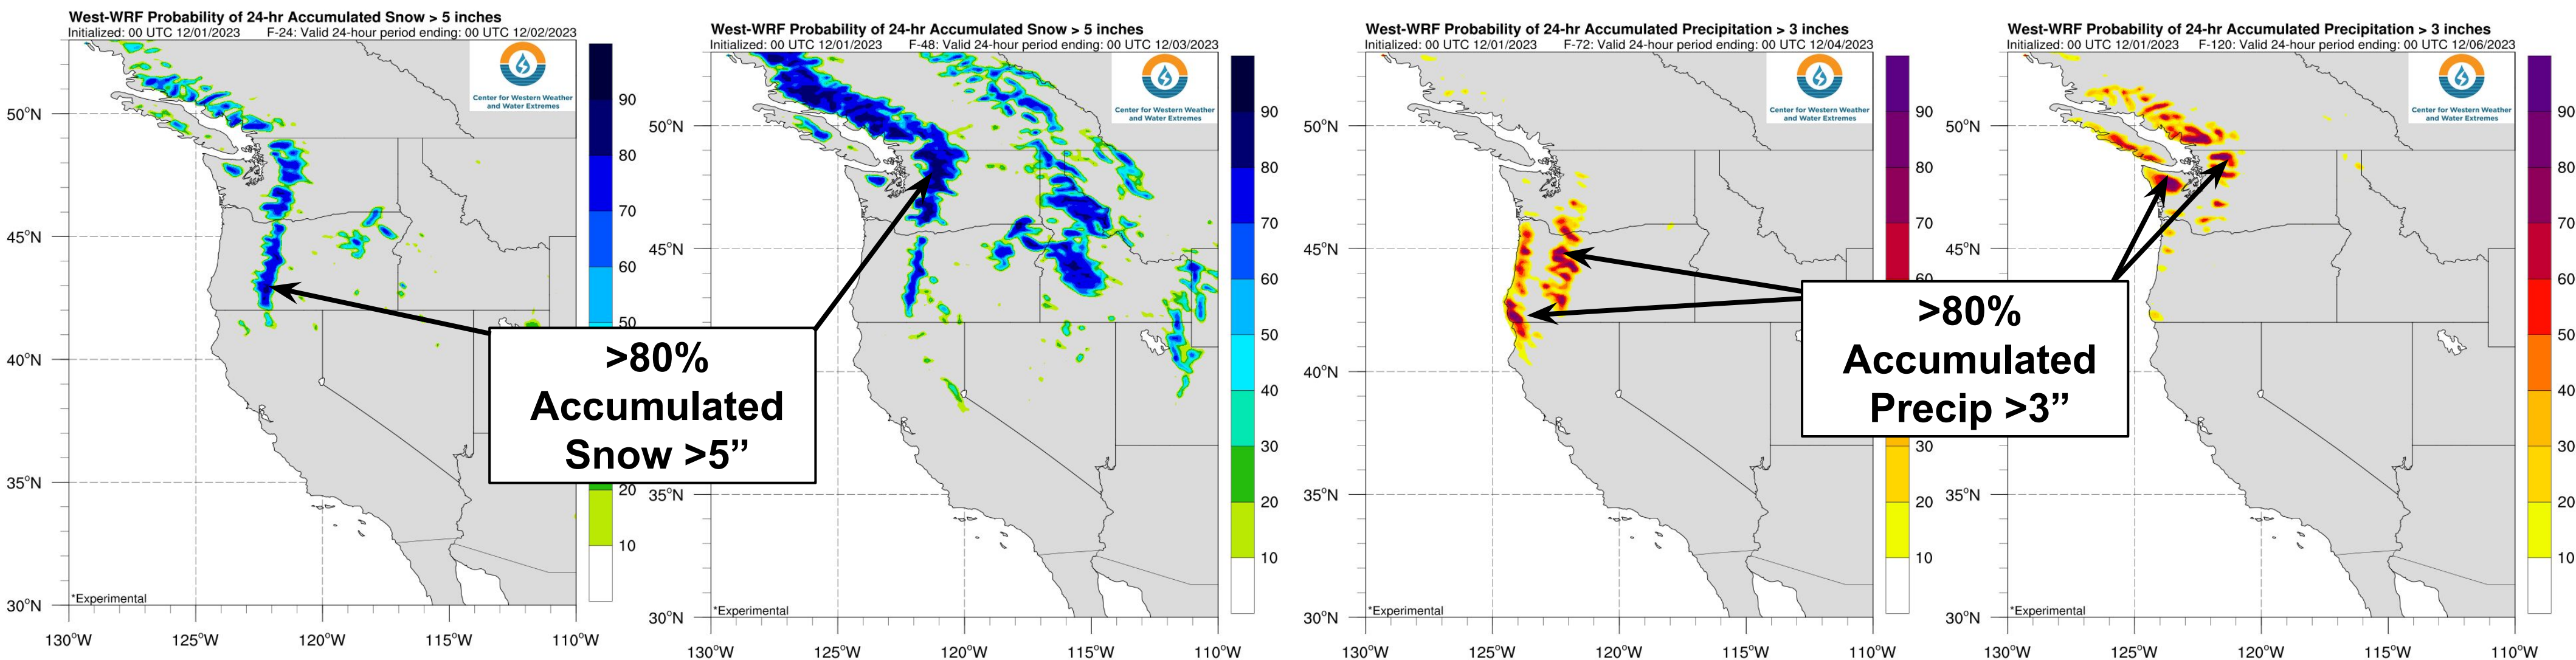 West-WRF Probability of 24-hr Accumulated Snow > 5 inches
Initialized: 00 UTC 12/01/2023 F-24: Valid 24-hour period ending: 00 UTC 12/02/2023
Center for Western Weather
and Water Extremes
50°N
45°N
40°N
35°N
30°N
130°W 125°W 120°W 115°W 110°W
90
80
70
60
50
20
10
*Experimental
West-WRF Probability of 24-hr Accumulated Snow > 5 inches
Initialized: 00 UTC 12/01/2023 F-48: Valid 24-hour period ending: 00 UTC 12/03/2023
Center for Western Weather
and Water Extremes
50°N
45°N
40°N
35°N
30°N
130°W 125°W 120°W 115°W 110°W
90
80
70
60
50
40
30
20
10
*Experimental
>80%
Accumulated
Snow >5”
West-WRF Probability of 24-hr Accumulated Precipitation > 3 inches
Initialized: 00 UTC 12/01/2023 F-72: Valid 24-hour period ending: 00 UTC 12/04/2023
Center for Western Weather
and Water Extremes
50°N
45°N
40°N
35°N
30°N
130°W 125°W 120°W 115°W 110°W
90
80
70
60
30
20
10
*Experimental
West-WRF Probability of 24-hr Accumulated Precipitation > 3 inches
Initialized: 00 UTC 12/01/2023 F-120: Valid 24-hour period ending: 00 UTC 12/06/2023
Center for Western Weather
and Water Extremes
50°N
45°N
40°N
35°N
30°N
130°W 125°W 120°W 115°W 110°W
90
80
70
60
50
40
30
20
10
*Experimental
>80%
Accumulated
Precip >3”